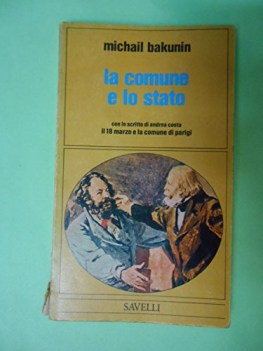 michail bakunin
la comune
e lo stato
con lo scritto di andrea costa
il 18 marzo e la comune di parigi
SAVELLI